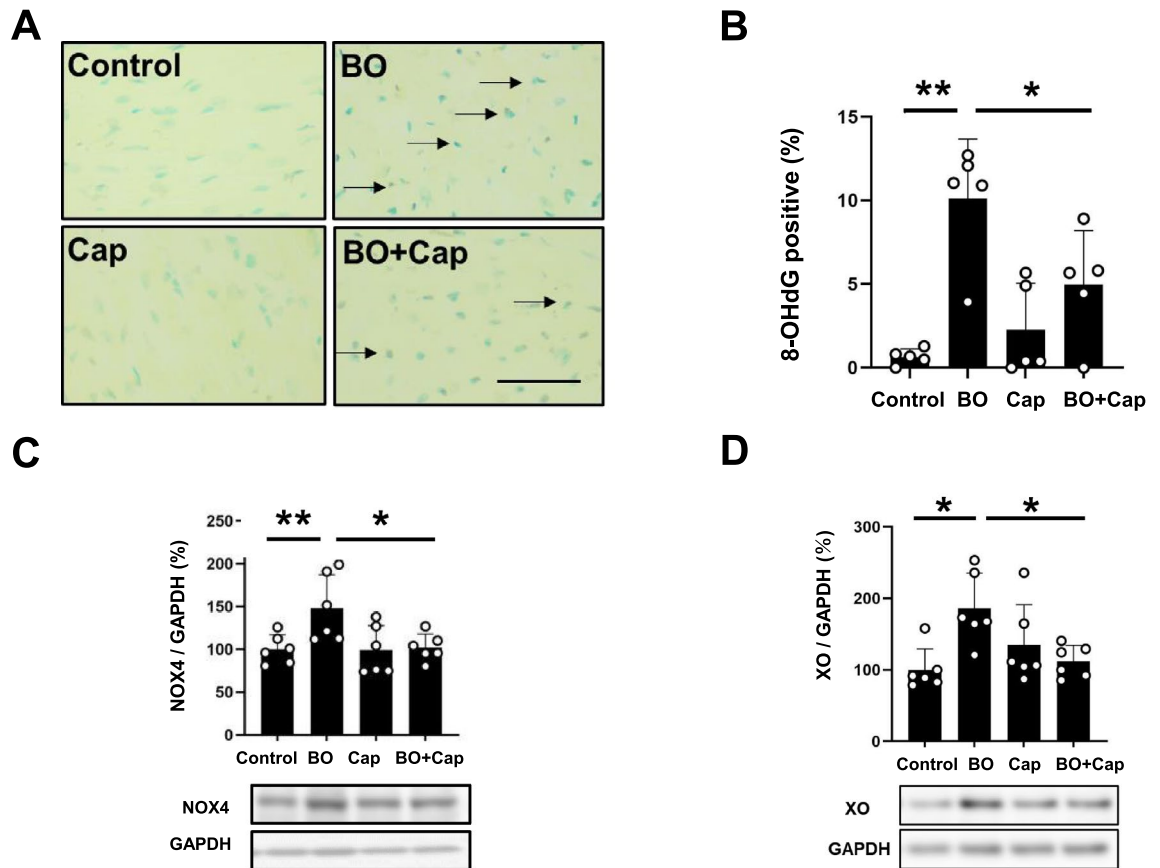 A
Control
BO
Cap
BO+Cap
B
**
*
8-OHdG positive (%)
15
10
5
0
Control BO Cap BO+Cap
C
**
*
NOX4 / GAPDH (%)
250
200
150
100
50
0
Control BO Cap BO+Cap
NOX4
GAPDH
D
*
*
XO / GAPDH (%)
300
200
100
0
Control BO Cap BO+Cap
XO
GAPDH